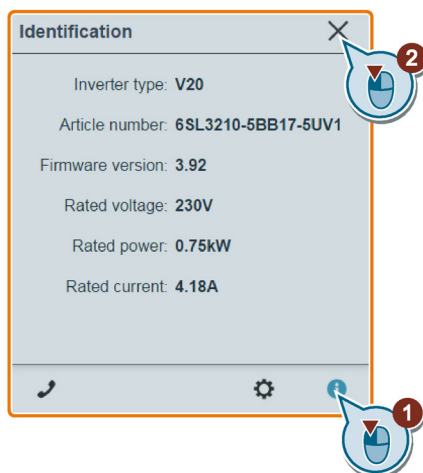 Identification
2
Inverter type: V20
Article number: 6SL3210-5BB17-5UV1
Firmware version: 3.92
Rated voltage: 230V
Rated power: 0.75kW
Rated current: 4.18A
1